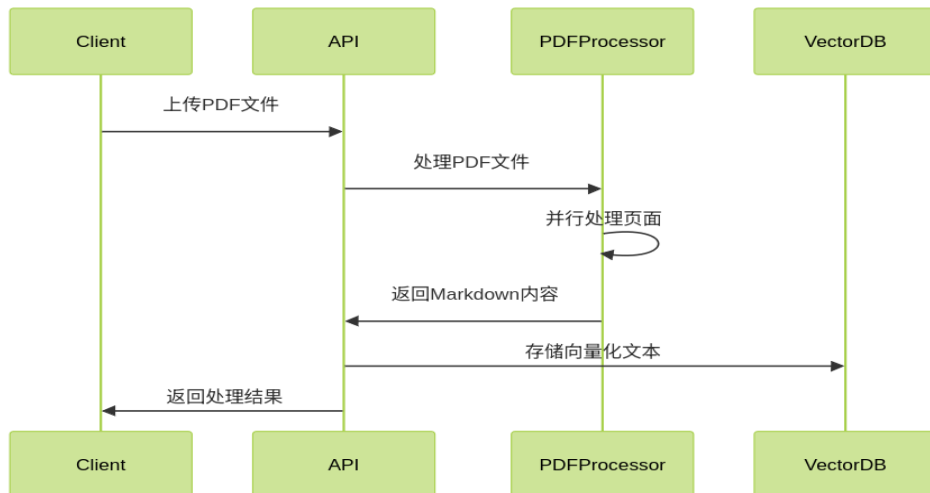 Client
API
PDFProcessor
VectorDB
上传PDF文件
处理PDF文件
并行处理页面
返回Markdown内容
存储向量化文本
返回处理结果
Client
API
PDFProcessor
VectorDB